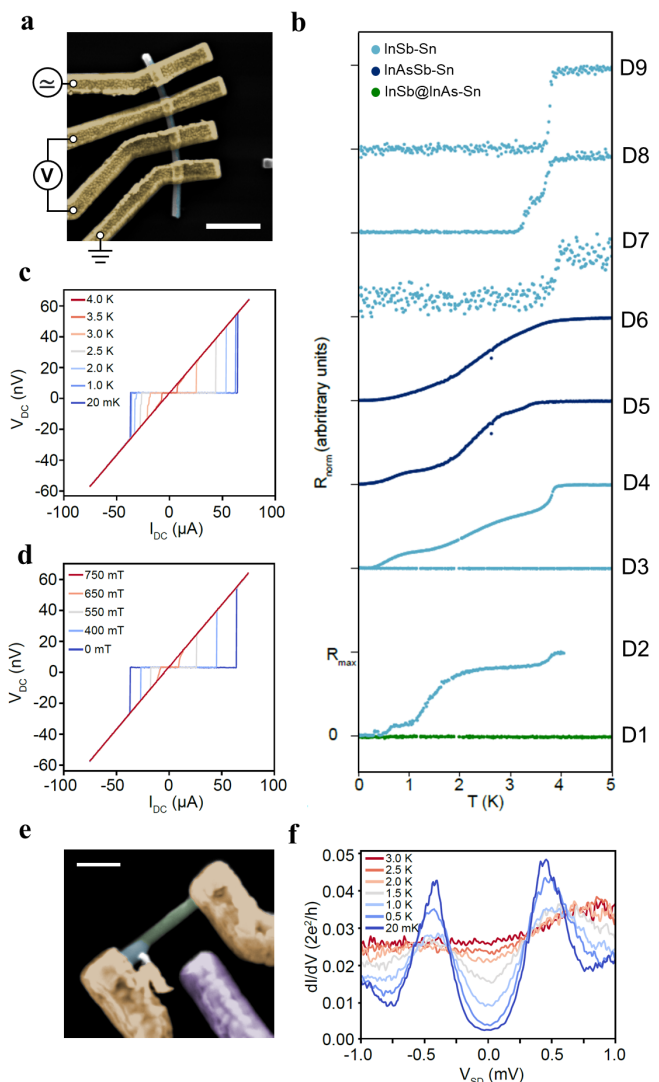 a
V
b
InSb-Sn
InAsSb-Sn
InSb@InAs-Sn
D9
D8
D7
D6
D5
D4
D3
D2
D1
R_norm (arbritrary units)
R_max
0
0 1 2 3 4 5
T (K)
c
4.0 K
3.5 K
3.0 K
2.5 K
2.0 K
1.0 K
20 mK
60
40
20
0
-20
-40
-60
V_DC (nV)
-100 -50 0 50 100
I_DC (µA)
d
750 mT
650 mT
550 mT
400 mT
0 mT
60
40
20
0
-20
-40
-60
V_DC (nV)
-100 -50 0 50 100
I_DC (µA)
e
f
3.0 K
2.5 K
2.0 K
1.5 K
1.0 K
0.5 K
20 mK
0.05
0.04
0.03
0.02
0.01
0.00
dI/dV (2e²/h)
-1.0 -0.5 0.0 0.5 1.0
V_SD (mV)